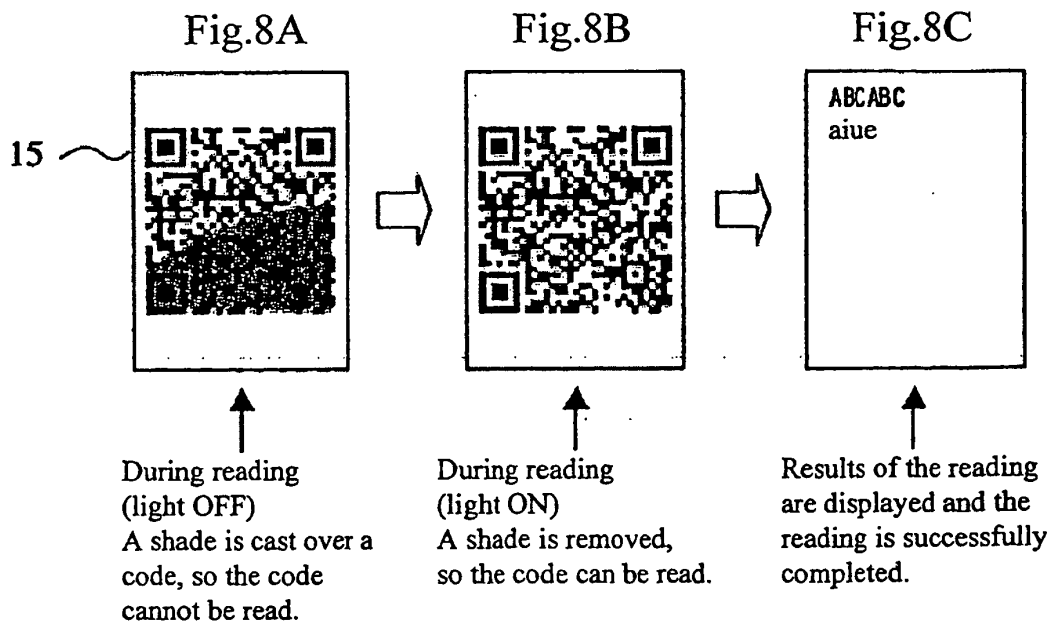 Fig.8A
Fig.8B
Fig.8C
15
ABCABC
aiue
During reading
(light OFF)
A shade is cast over a
code, so the code
cannot be read.
During reading
(light ON)
A shade is removed,
so the code can be read.
Results of the reading
are displayed and the
reading is successfully
completed.